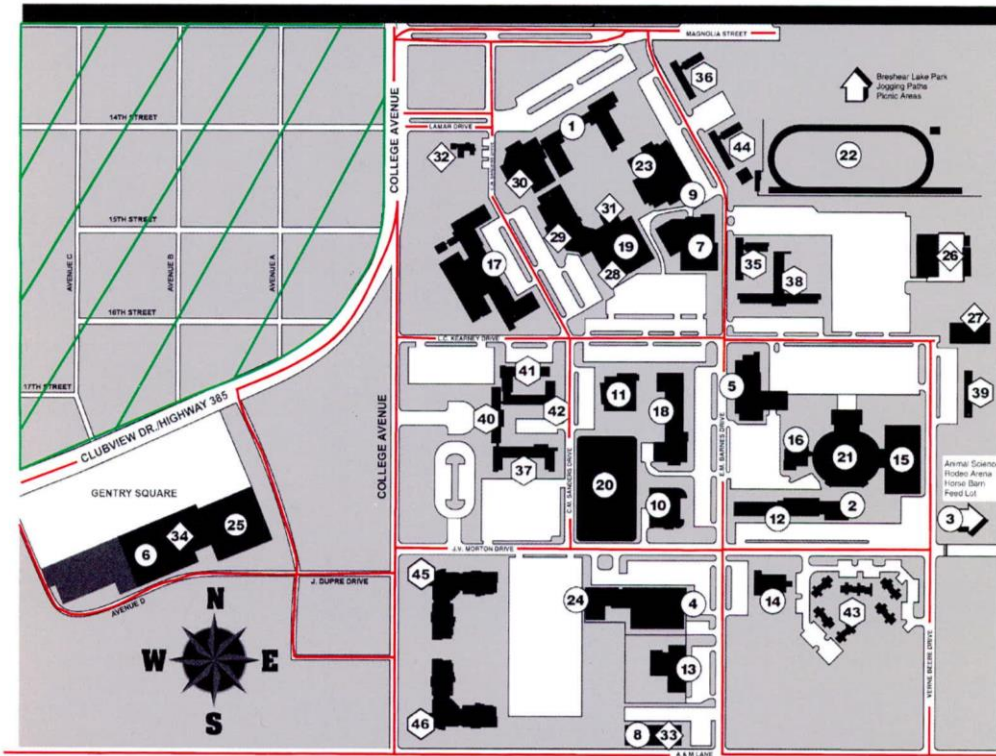 MAGNOLIA STREET
36
Breshear Lake Park
Jogging Paths
Picnic Areas
14TH STREET
COLLEGE AVENUE
LAMAR DRIVE
1
44
32
23
22
30
9
31
15TH STREET
29
19
7
17
28
35
38
26
AVENUE C
AVENUE B
AVENUE A
16TH STREET
27
L.C. KEARNEY DRIVE
17TH STREET
41
5
11
18
39
40
42
CLUBVIEW DR./HIGHWAY 385
COLLEGE AVENUE
16
21
15
37
C.M. SANDERS DRIVE
20
E.M. BARNES DRIVE
Animal Scienc
Rodeo Arena
Horse Barn
Feed Lot
GENTRY SQUARE
10
12
2
3
25
34
6
J.V. MORTON DRIVE
J. DUPRE DRIVE
AVENUE D
45
24
4
14
43
N
W E
S
13
VERNE BEERS DRIVE
46
8
33
A & M LANE